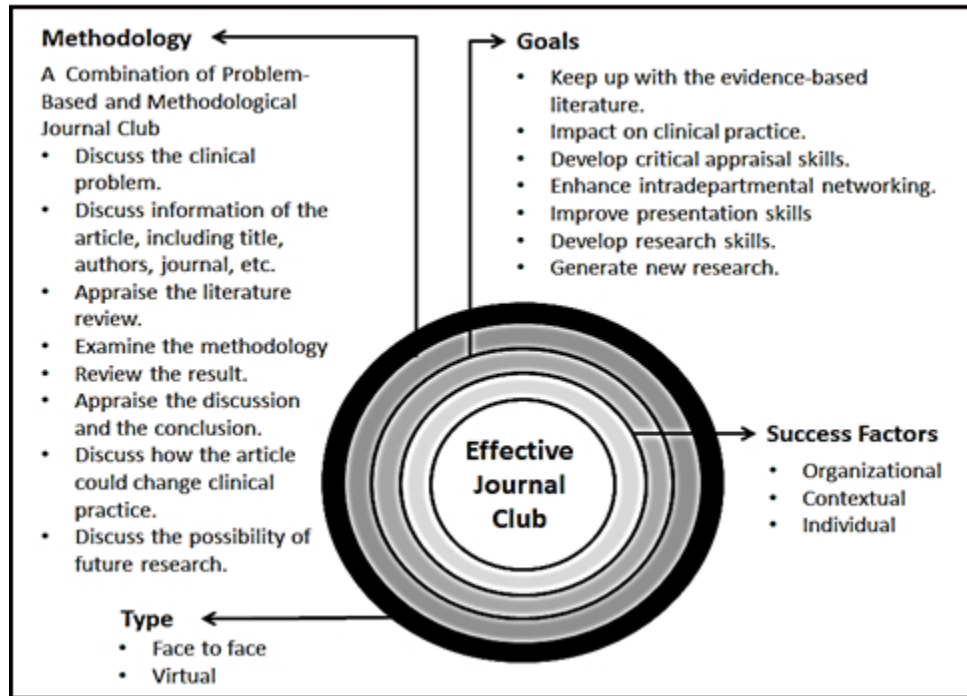 Methodology
A Combination of Problem-
Based and Methodological
Journal Club
• Discuss the clinical
problem.
• Discuss information of the
article, including title,
authors, journal, etc.
• Appraise the literature
review.
• Examine the methodology
• Review the result.
• Appraise the discussion
and the conclusion.
• Discuss how the article
could change clinical
practice.
• Discuss the possibility of
future research.
Goals
• Keep up with the evidence-based
literature.
• Impact on clinical practice.
• Develop critical appraisal skills.
• Enhance intradepartmental networking.
• Improve presentation skills
• Develop research skills.
• Generate new research.
Effective
Journal
Club
Success Factors
• Organizational
• Contextual
• Individual
Type
• Face to face
• Virtual